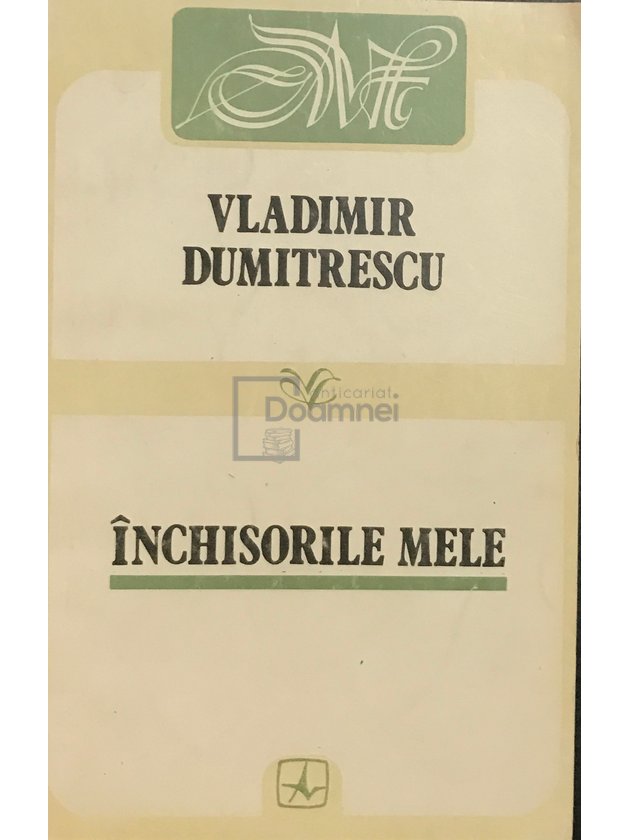 VLADIMIR
DUMITRESCU
anticariat
Doamnei
ÎNCHISORILE MELE